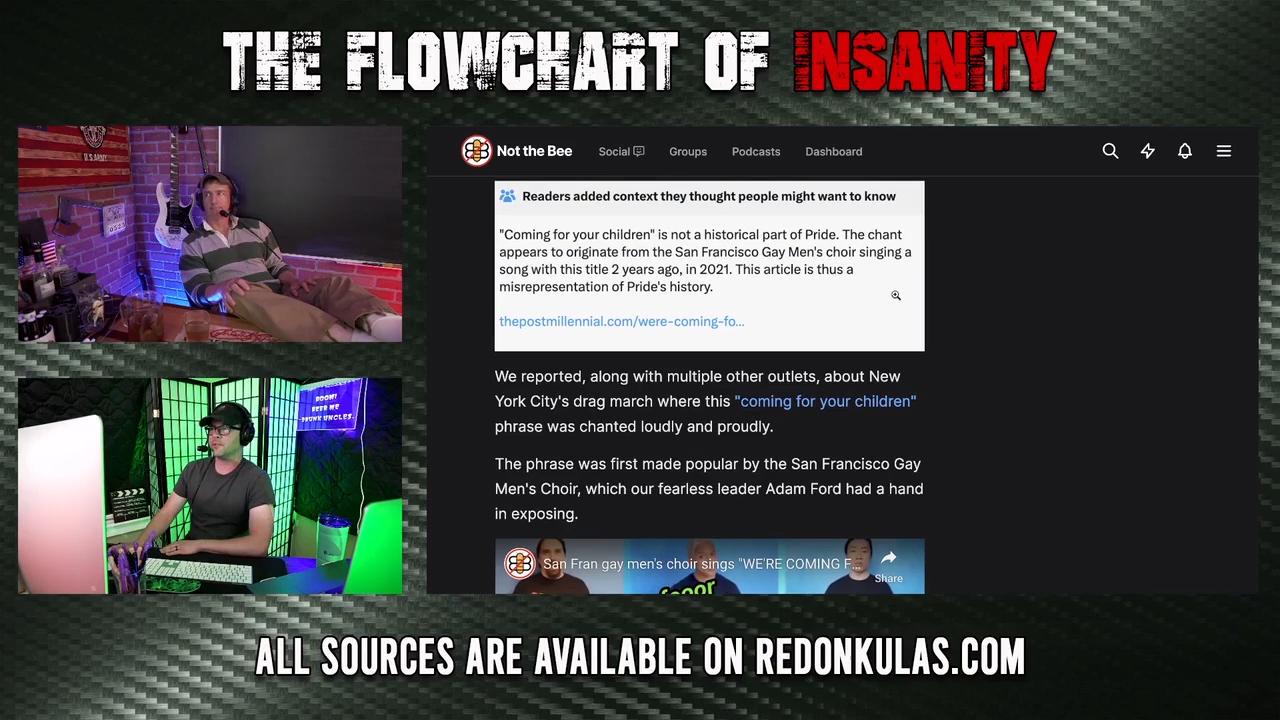 THE FLOWCHART OF INSANITY
U.S. ARMY
BOOM!
BEER ME
DRUNK UNCLES.
Not the Bee
Social
Groups
Podcasts
Dashboard
Readers added context they thought people might want to know
"Coming for your children" is not a historical part of Pride. The chant
appears to originate from the San Francisco Gay Men's choir singing a
song with this title 2 years ago, in 2021. This article is thus a
misrepresentation of Pride's history.
thepostmillennial.com/were-coming-fo...
We reported, along with multiple other outlets, about New
York City's drag march where this "coming for your children"
phrase was chanted loudly and proudly.
The phrase was first made popular by the San Francisco Gay
Men's Choir, which our fearless leader Adam Ford had a hand
in exposing.
San Fran gay men's choir sings "WE'RE COMING F...
Share
ALL SOURCES ARE AVAILABLE ON REDONKULAS.COM